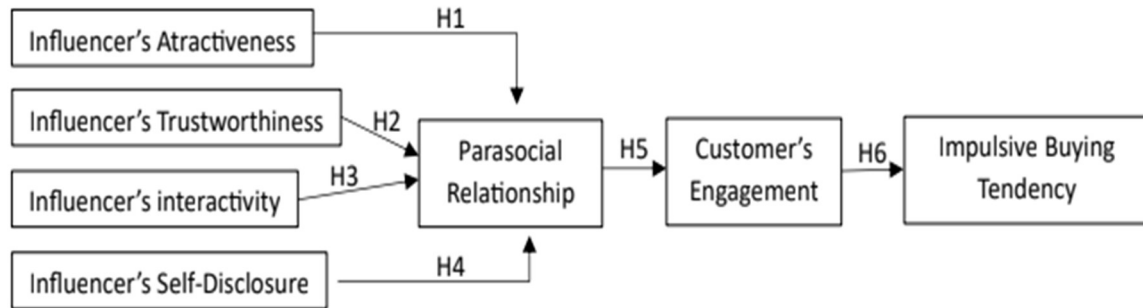 H1
Influencer's Atractiveness
Influencer's Trustworthiness
H2
H3
Influencer's interactivity
H4
Influencer's Self-Disclosure
Parasocial
Relationship
H5
Customer's
Engagement
H6
Impulsive Buying
Tendency